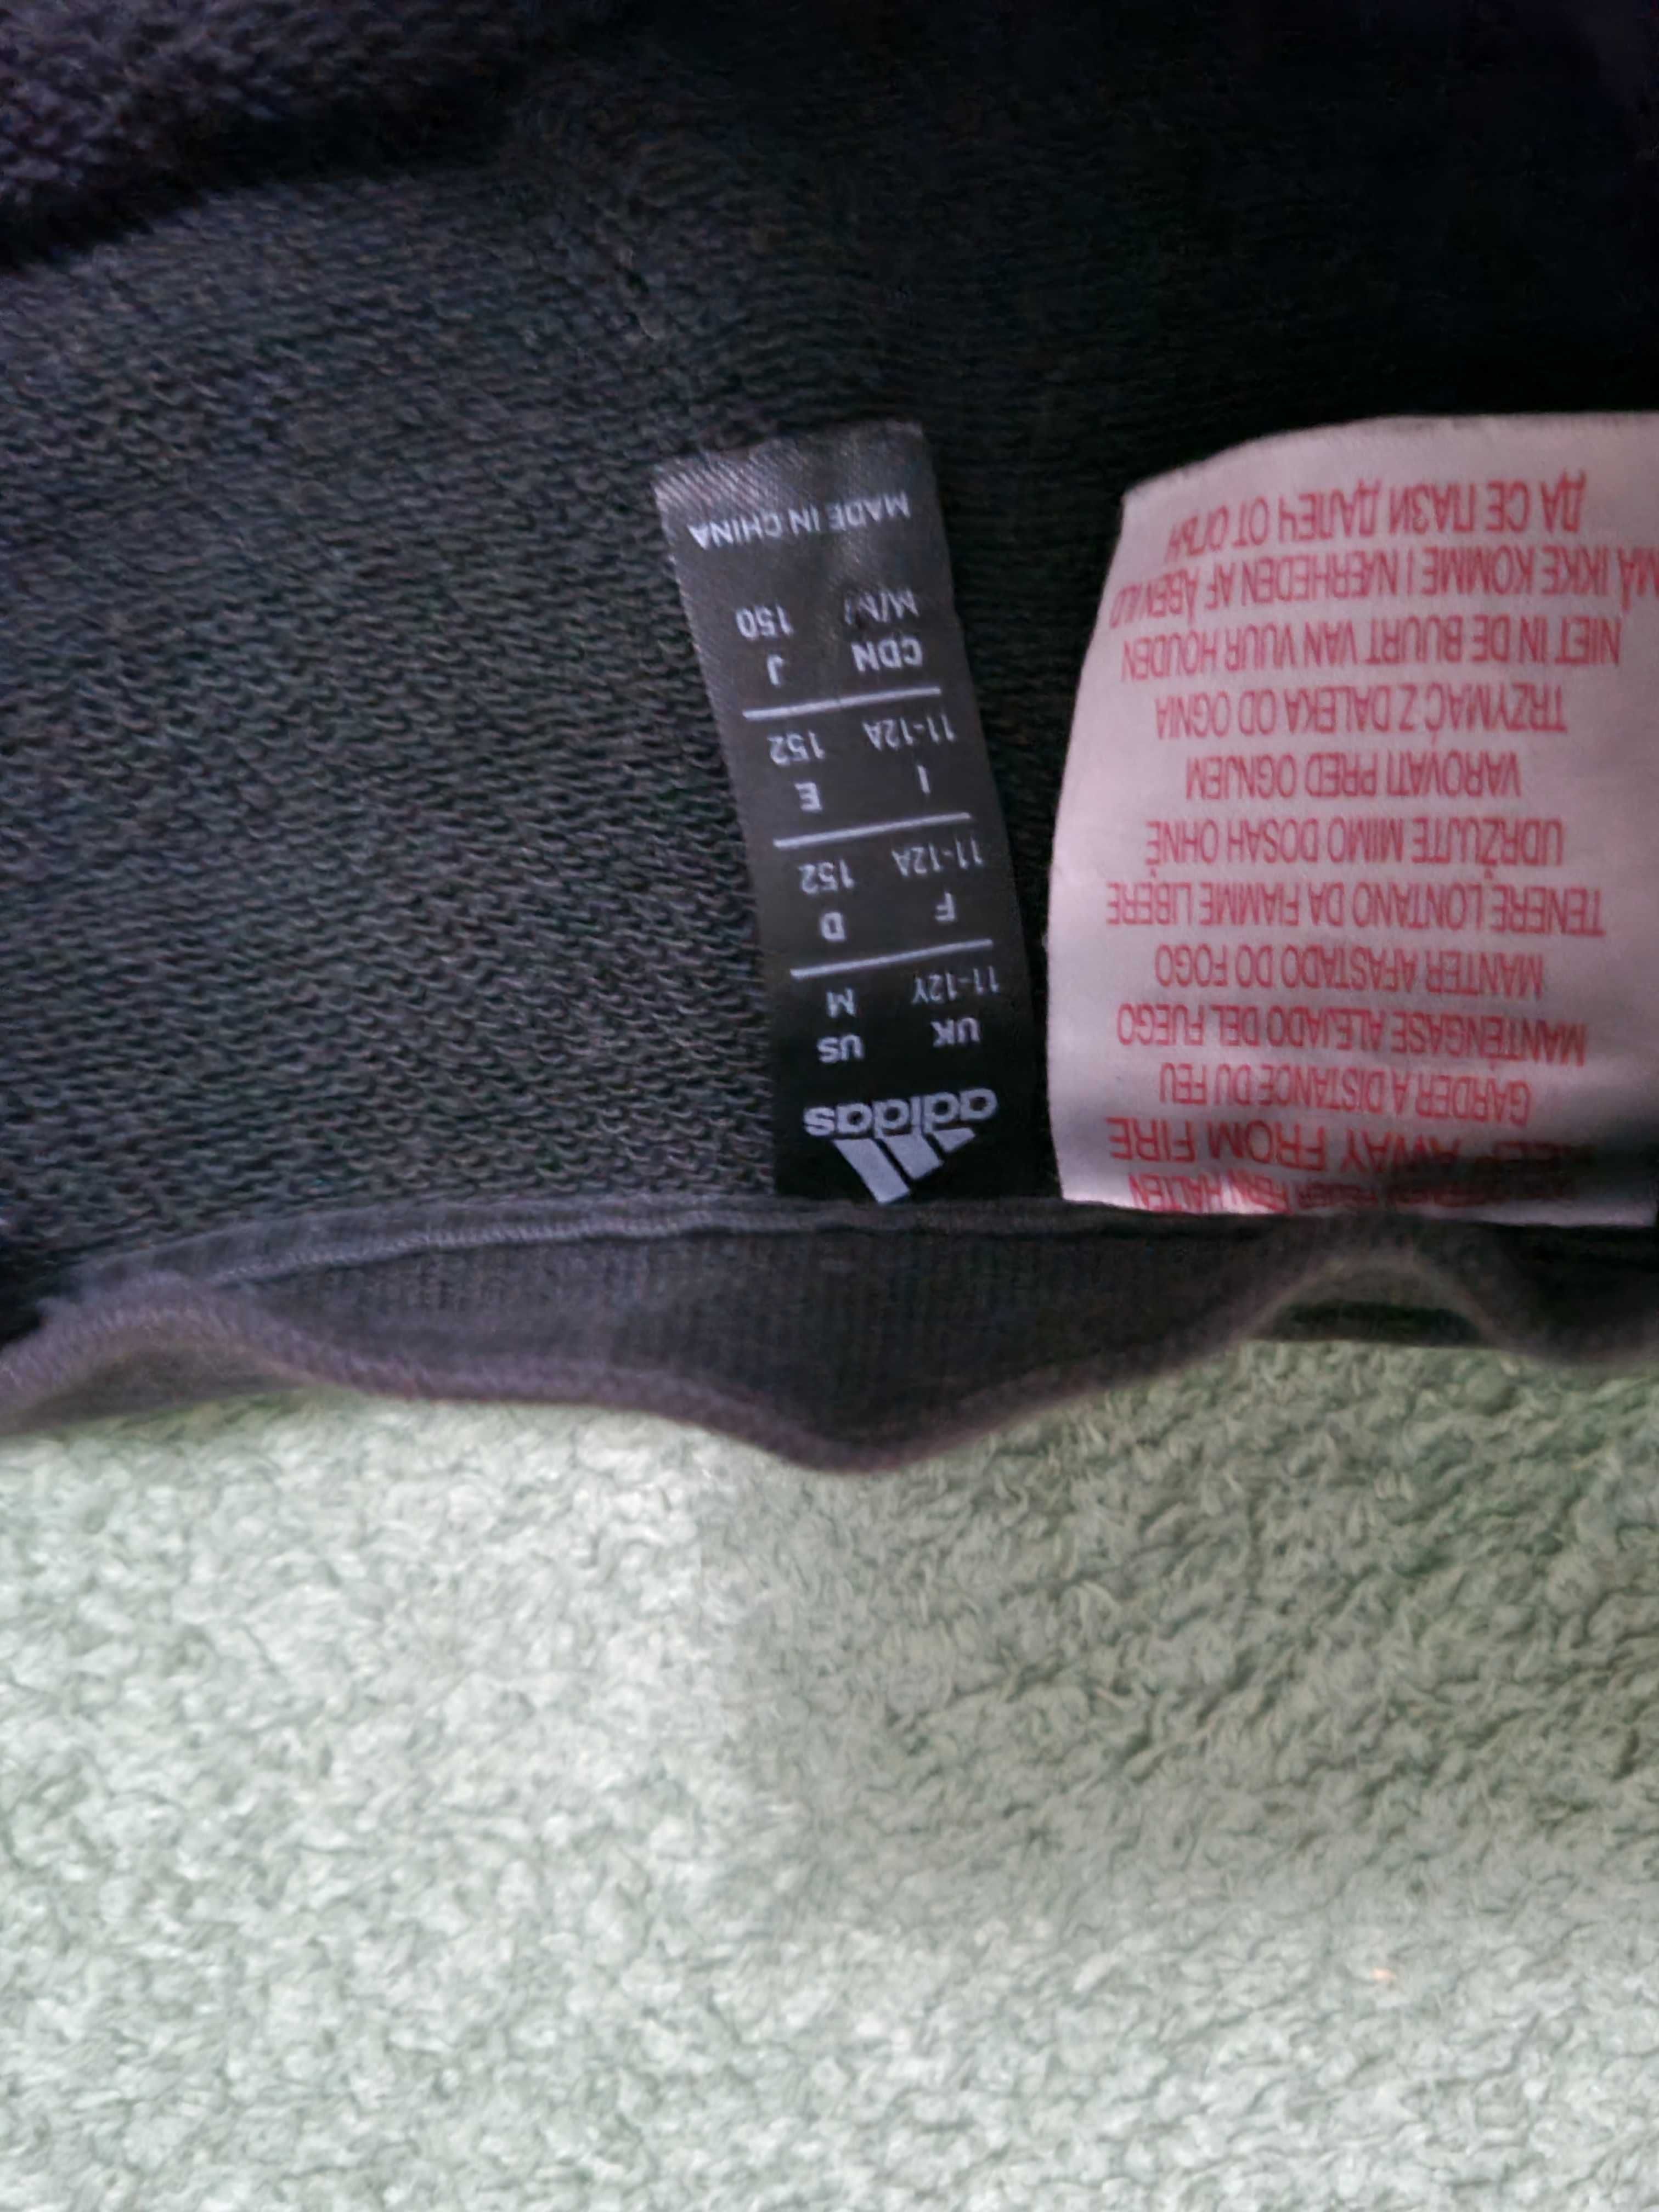 adidas
UK US
11-12Y M
F D
11-12A 152
I E
11-12A 152
CDN J
M/M 150
MADE IN CHINA
FERN HALTEN
AWAY FROM FIRE
GARDER A DISTANCE DU FEU
MANTÉNGASE ALEJADO DEL FUEGO
MANTER AFASTADO DO FOGO
TENERE LONTANO DA FIAMME LIBERE
UDRŽUJTE MIMO DOSAH OHNĚ
VAROVATI PRED OGNJEM
TRZYMAĆ Z DALEKA OD OGNIA
NIET IN DE BUURT VAN VUUR HOUDEN
MÅ IKKE KOMME I NÆRHEDEN AF ÅBEN ILD
ДА СЕ ПАЗИ ДАЛЕЧ ОТ ОГЪН